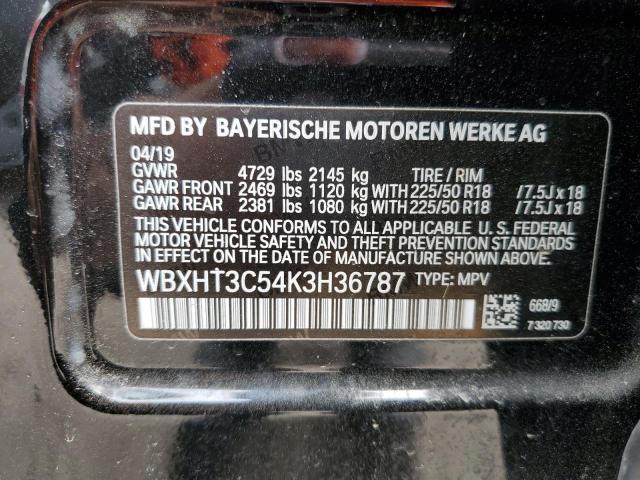 MFD BY BAYERISCHE MOTOREN WERKE AG
04/19
GVWR 4729 lbs 2145 kg TIRE / RIM
GAWR FRONT 2469 lbs 1120 kg WITH 225/50 R18 /7.5J x 18
GAWR REAR 2381 lbs 1080 kg WITH 225/50 R18 /7.5J x 18
THIS VEHICLE CONFORMS TO ALL APPLICABLE U. S. FEDERAL
MOTOR VEHICLE SAFETY AND THEFT PREVENTION STANDARDS
IN EFFECT ON THE DATE OF MANUFACTURE SHOWN ABOVE
WBXHT3C54K3H36787 TYPE: MPV
668/9
7 320 730